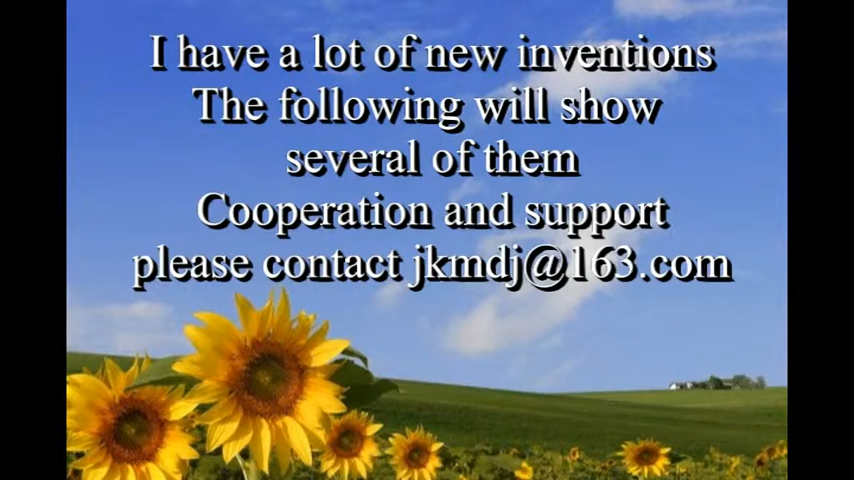 I have a lot of new inventions
The following will show
several of them
Cooperation and support
please contact jkmdj@163.com